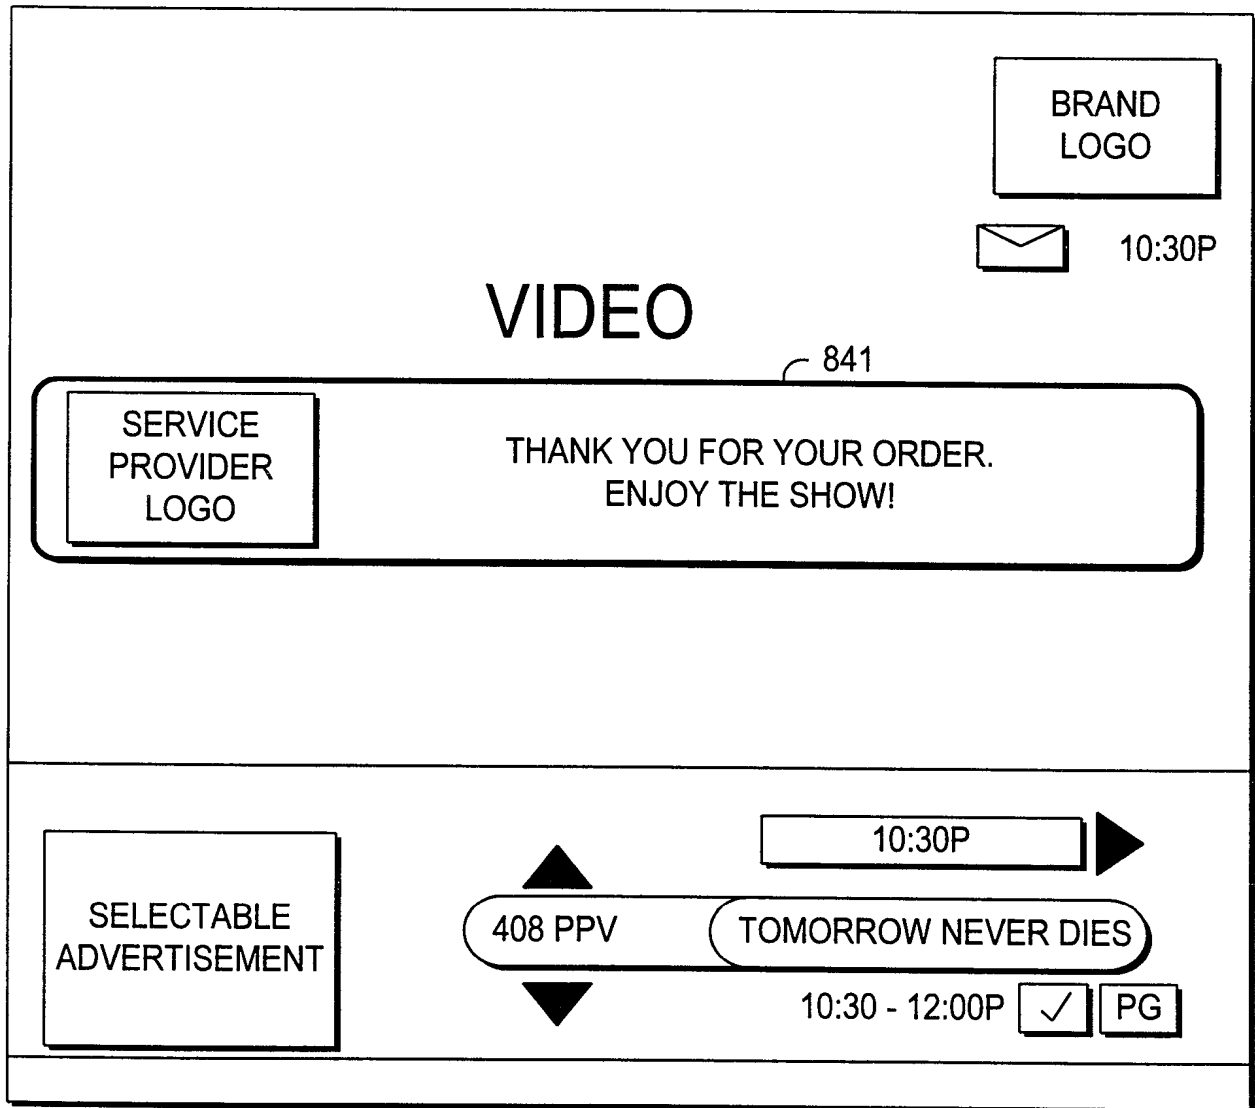 BRAND
LOGO
10:30P
VIDEO
841
SERVICE
PROVIDER
LOGO
THANK YOU FOR YOUR ORDER.
ENJOY THE SHOW!
10:30P
SELECTABLE
ADVERTISEMENT
408 PPV
TOMORROW NEVER DIES
10:30 - 12:00P
PG